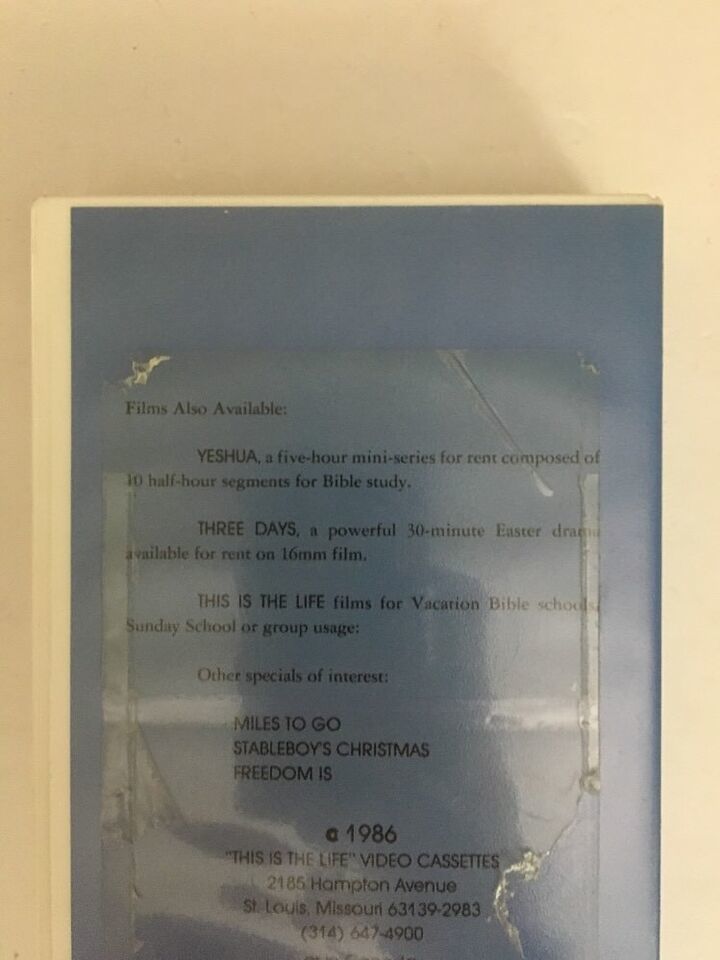 Films Also Available:
YESHUA, a five-hour mini-series for rent composed of
10 half-hour segments for Bible study.
THREE DAYS, a powerful 30-minute Easter drama
available for rent on 16mm film.
THIS IS THE LIFE films for Vacation Bible schools,
Sunday School or group usage:
Other specials of interest:
MILES TO GO
STABLEBOY'S CHRISTMAS
FREEDOM IS
© 1986
"THIS IS THE LIFE" VIDEO CASSETTES
2185 Hampton Avenue
St. Louis, Missouri 63139-2983
(314) 647-4900